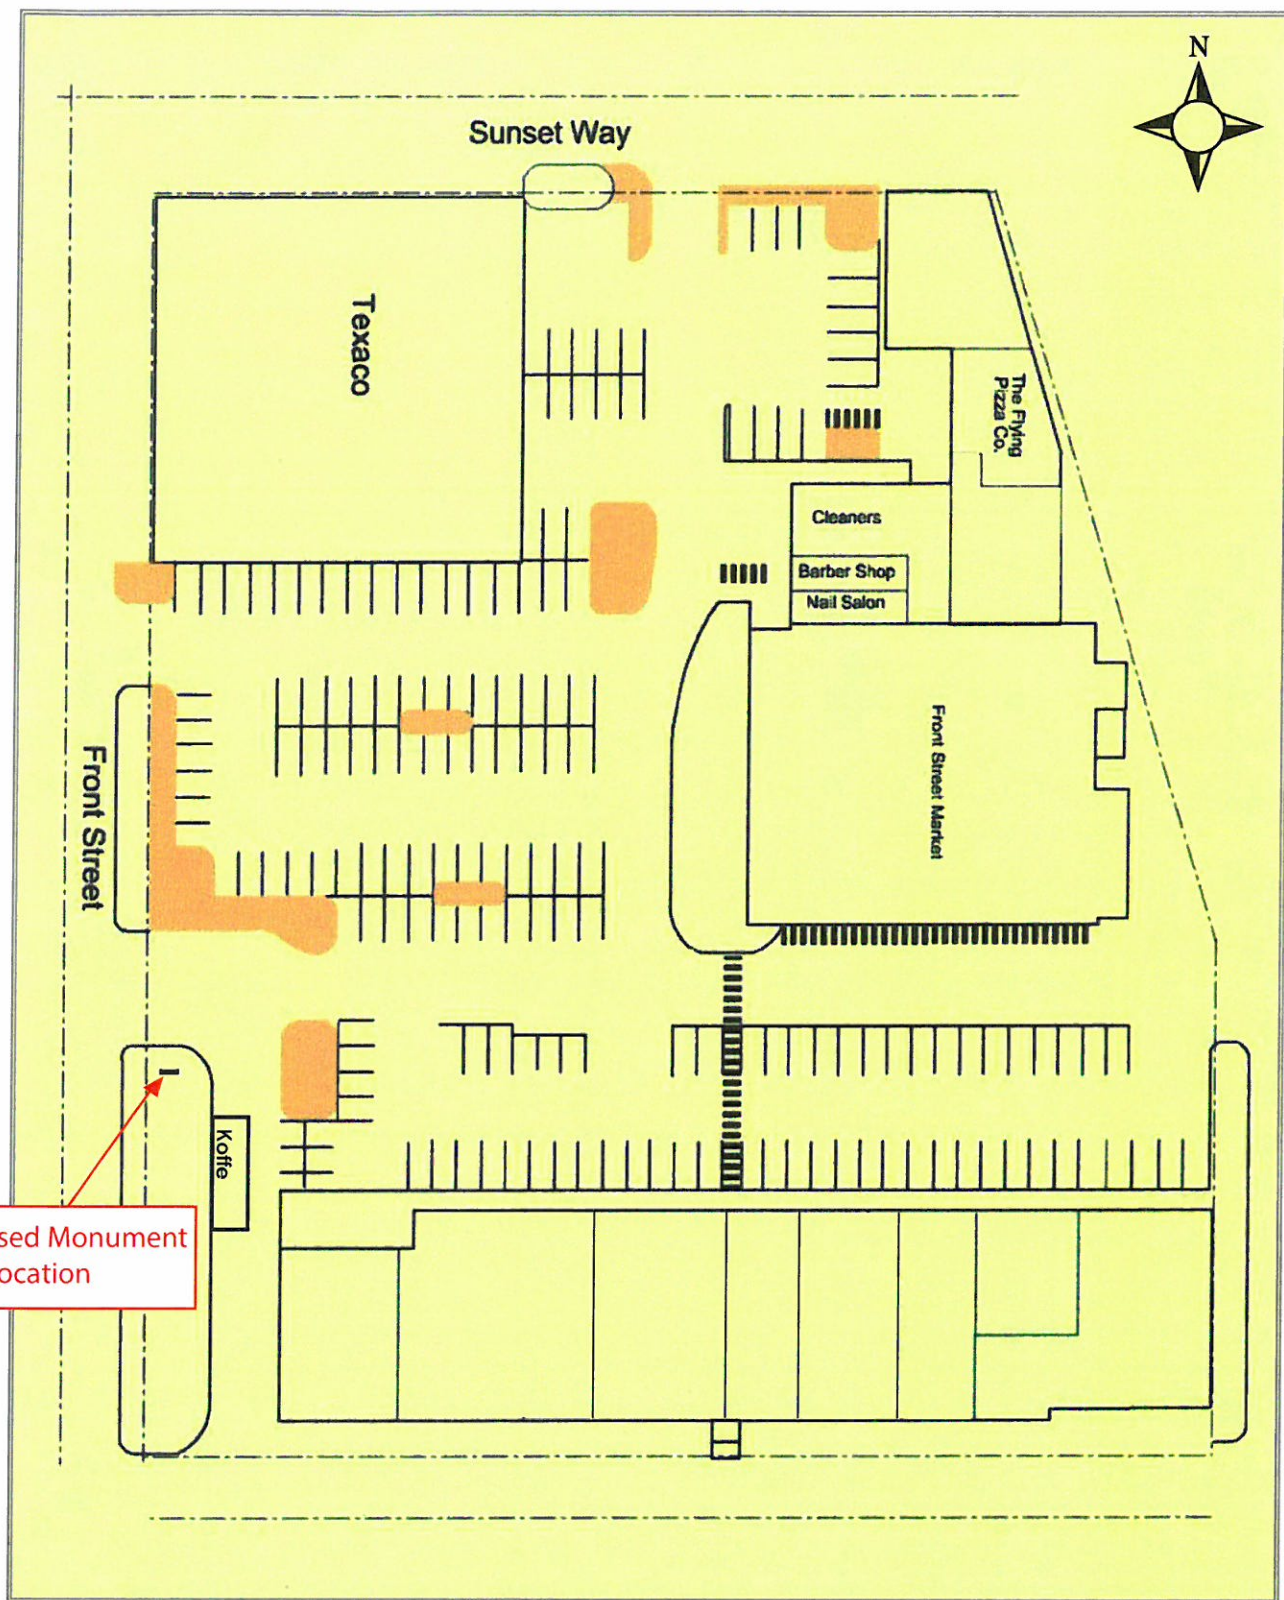 N
Sunset Way
Texaco
The Flying
Pizza Co.
Cleaners
Barber Shop
Nail Salon
Front Street Market
Front Street
Koffe
sed Monument
ocation